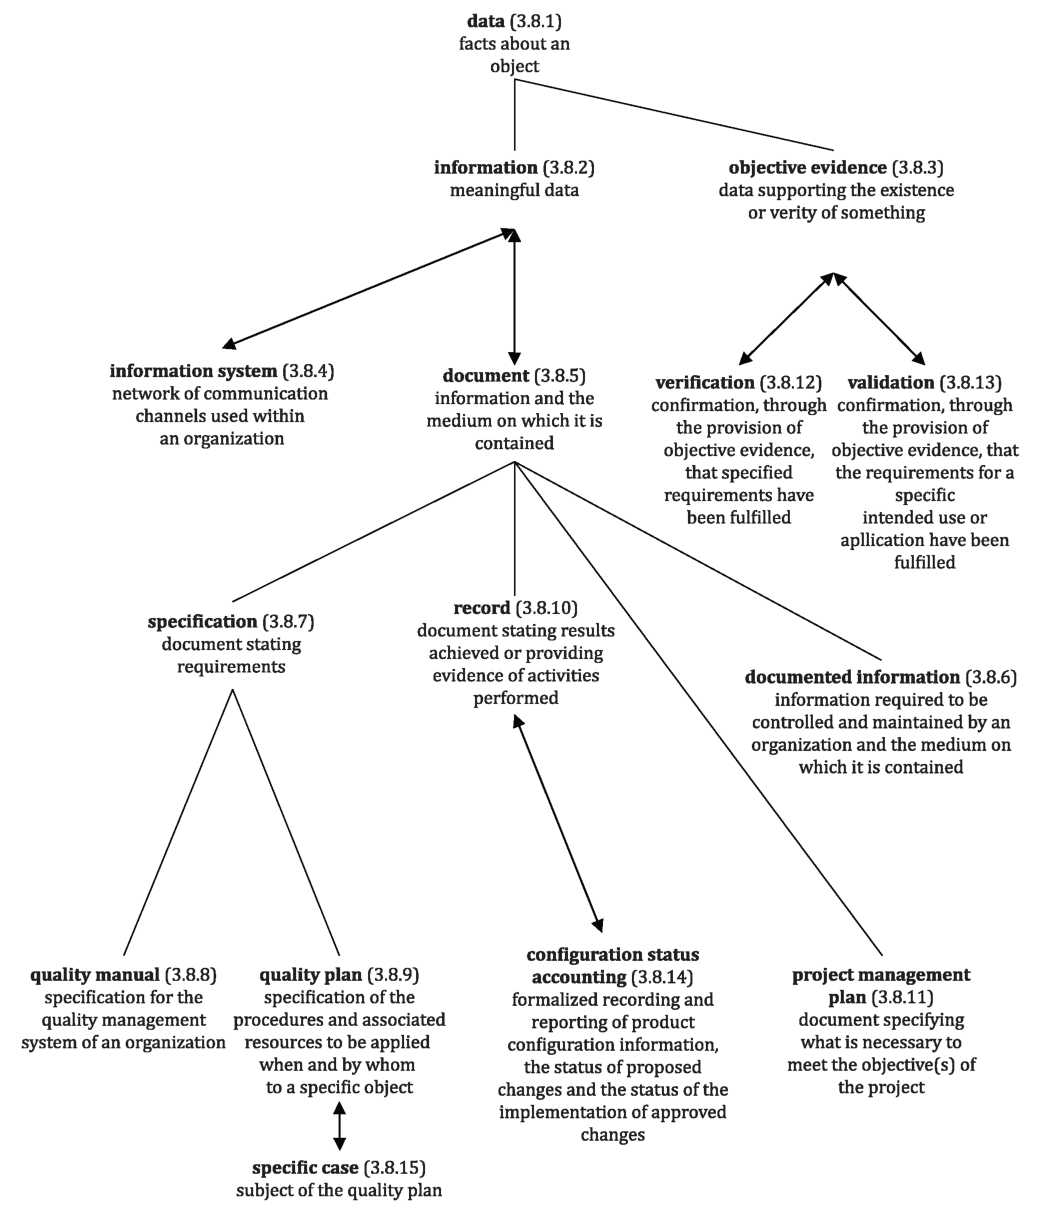 data (3.8.1)
facts about an
object
information (3.8.2)
meaningful data
objective evidence (3.8.3)
data supporting the existence
or verity of something
information system (3.8.4)
network of communication
channels used within
an organization
document (3.8.5)
information and the
medium on which it is
contained
verification (3.8.12)
confirmation, through
the provision of
objective evidence,
that specified
requirements have
been fulfilled
validation (3.8.13)
confirmation, through
the provision of
objective evidence, that
the requirements for a
specific
intended use or
apllication have been
fulfilled
specification (3.8.7)
document stating
requirements
record (3.8.10)
document stating results
achieved or providing
evidence of activities
performed
documented information (3.8.6)
information required to be
controlled and maintained by an
organization and the medium on
which it is contained
quality manual (3.8.8)
specification for the
quality management
system of an organization
quality plan (3.8.9)
specification of the
procedures and associated
resources to be applied
when and by whom
to a specific object
configuration status
accounting (3.8.14)
formalized recording and
reporting of product
configuration information,
the status of proposed
changes and the status of the
implementation of approved
changes
project management
plan (3.8.11)
document specifying
what is necessary to
meet the objective(s) of
the project
specific case (3.8.15)
subject of the quality plan